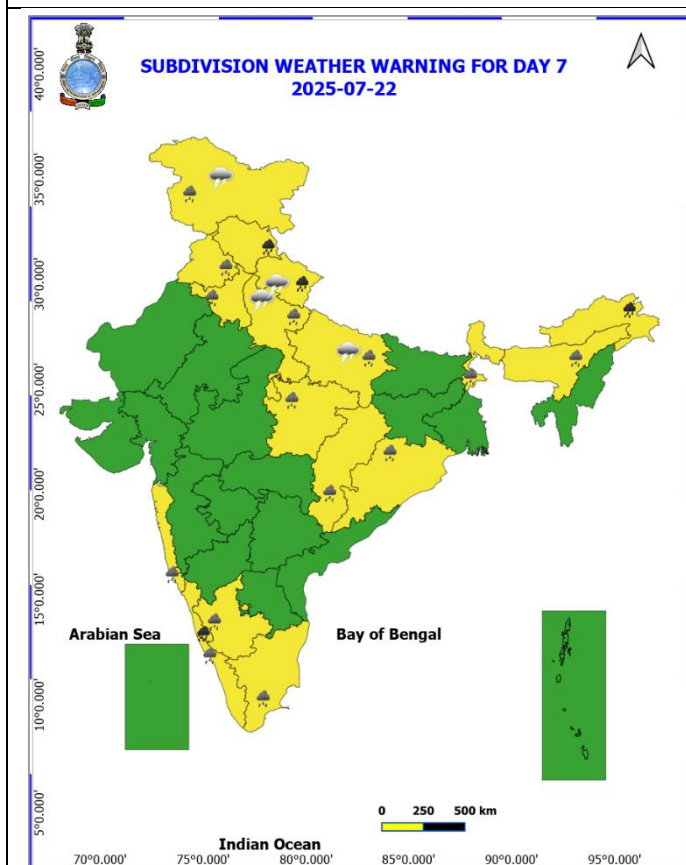 SUBDIVISION WEATHER WARNING FOR DAY 7
2025-07-22
40°0.000'
35°0.000'
30°0.000'
25°0.000'
20°0.000'
15°0.000'
10°0.000'
5°0.000'
Arabian Sea
Bay of Bengal
0 250 500 km
Indian Ocean
70°0.000' 75°0.000' 80°0.000' 85°0.000' 90°0.000' 95°0.000'